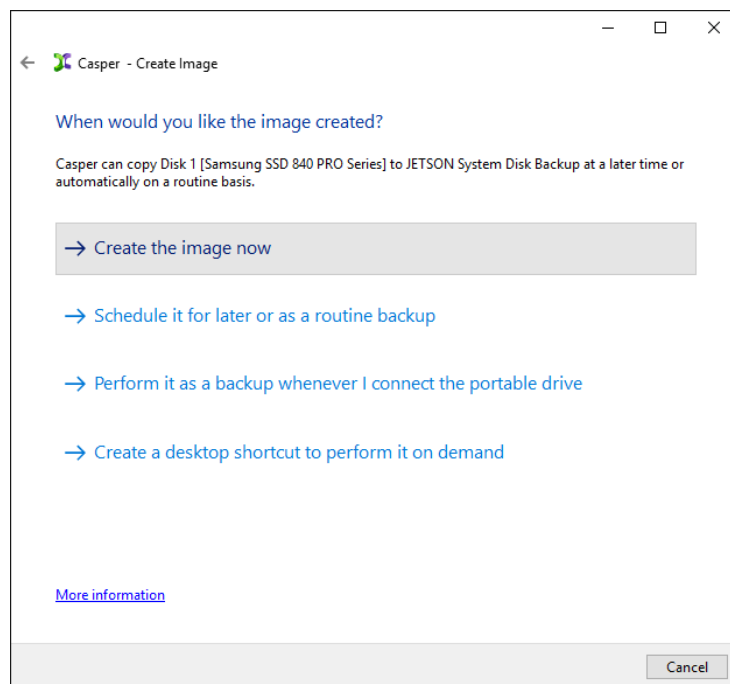 Casper - Create Image
When would you like the image created?
Casper can copy Disk 1 [Samsung SSD 840 PRO Series] to JETSON System Disk Backup at a later time or
automatically on a routine basis.
Create the image now
Schedule it for later or as a routine backup
Perform it as a backup whenever I connect the portable drive
Create a desktop shortcut to perform it on demand
More information
Cancel